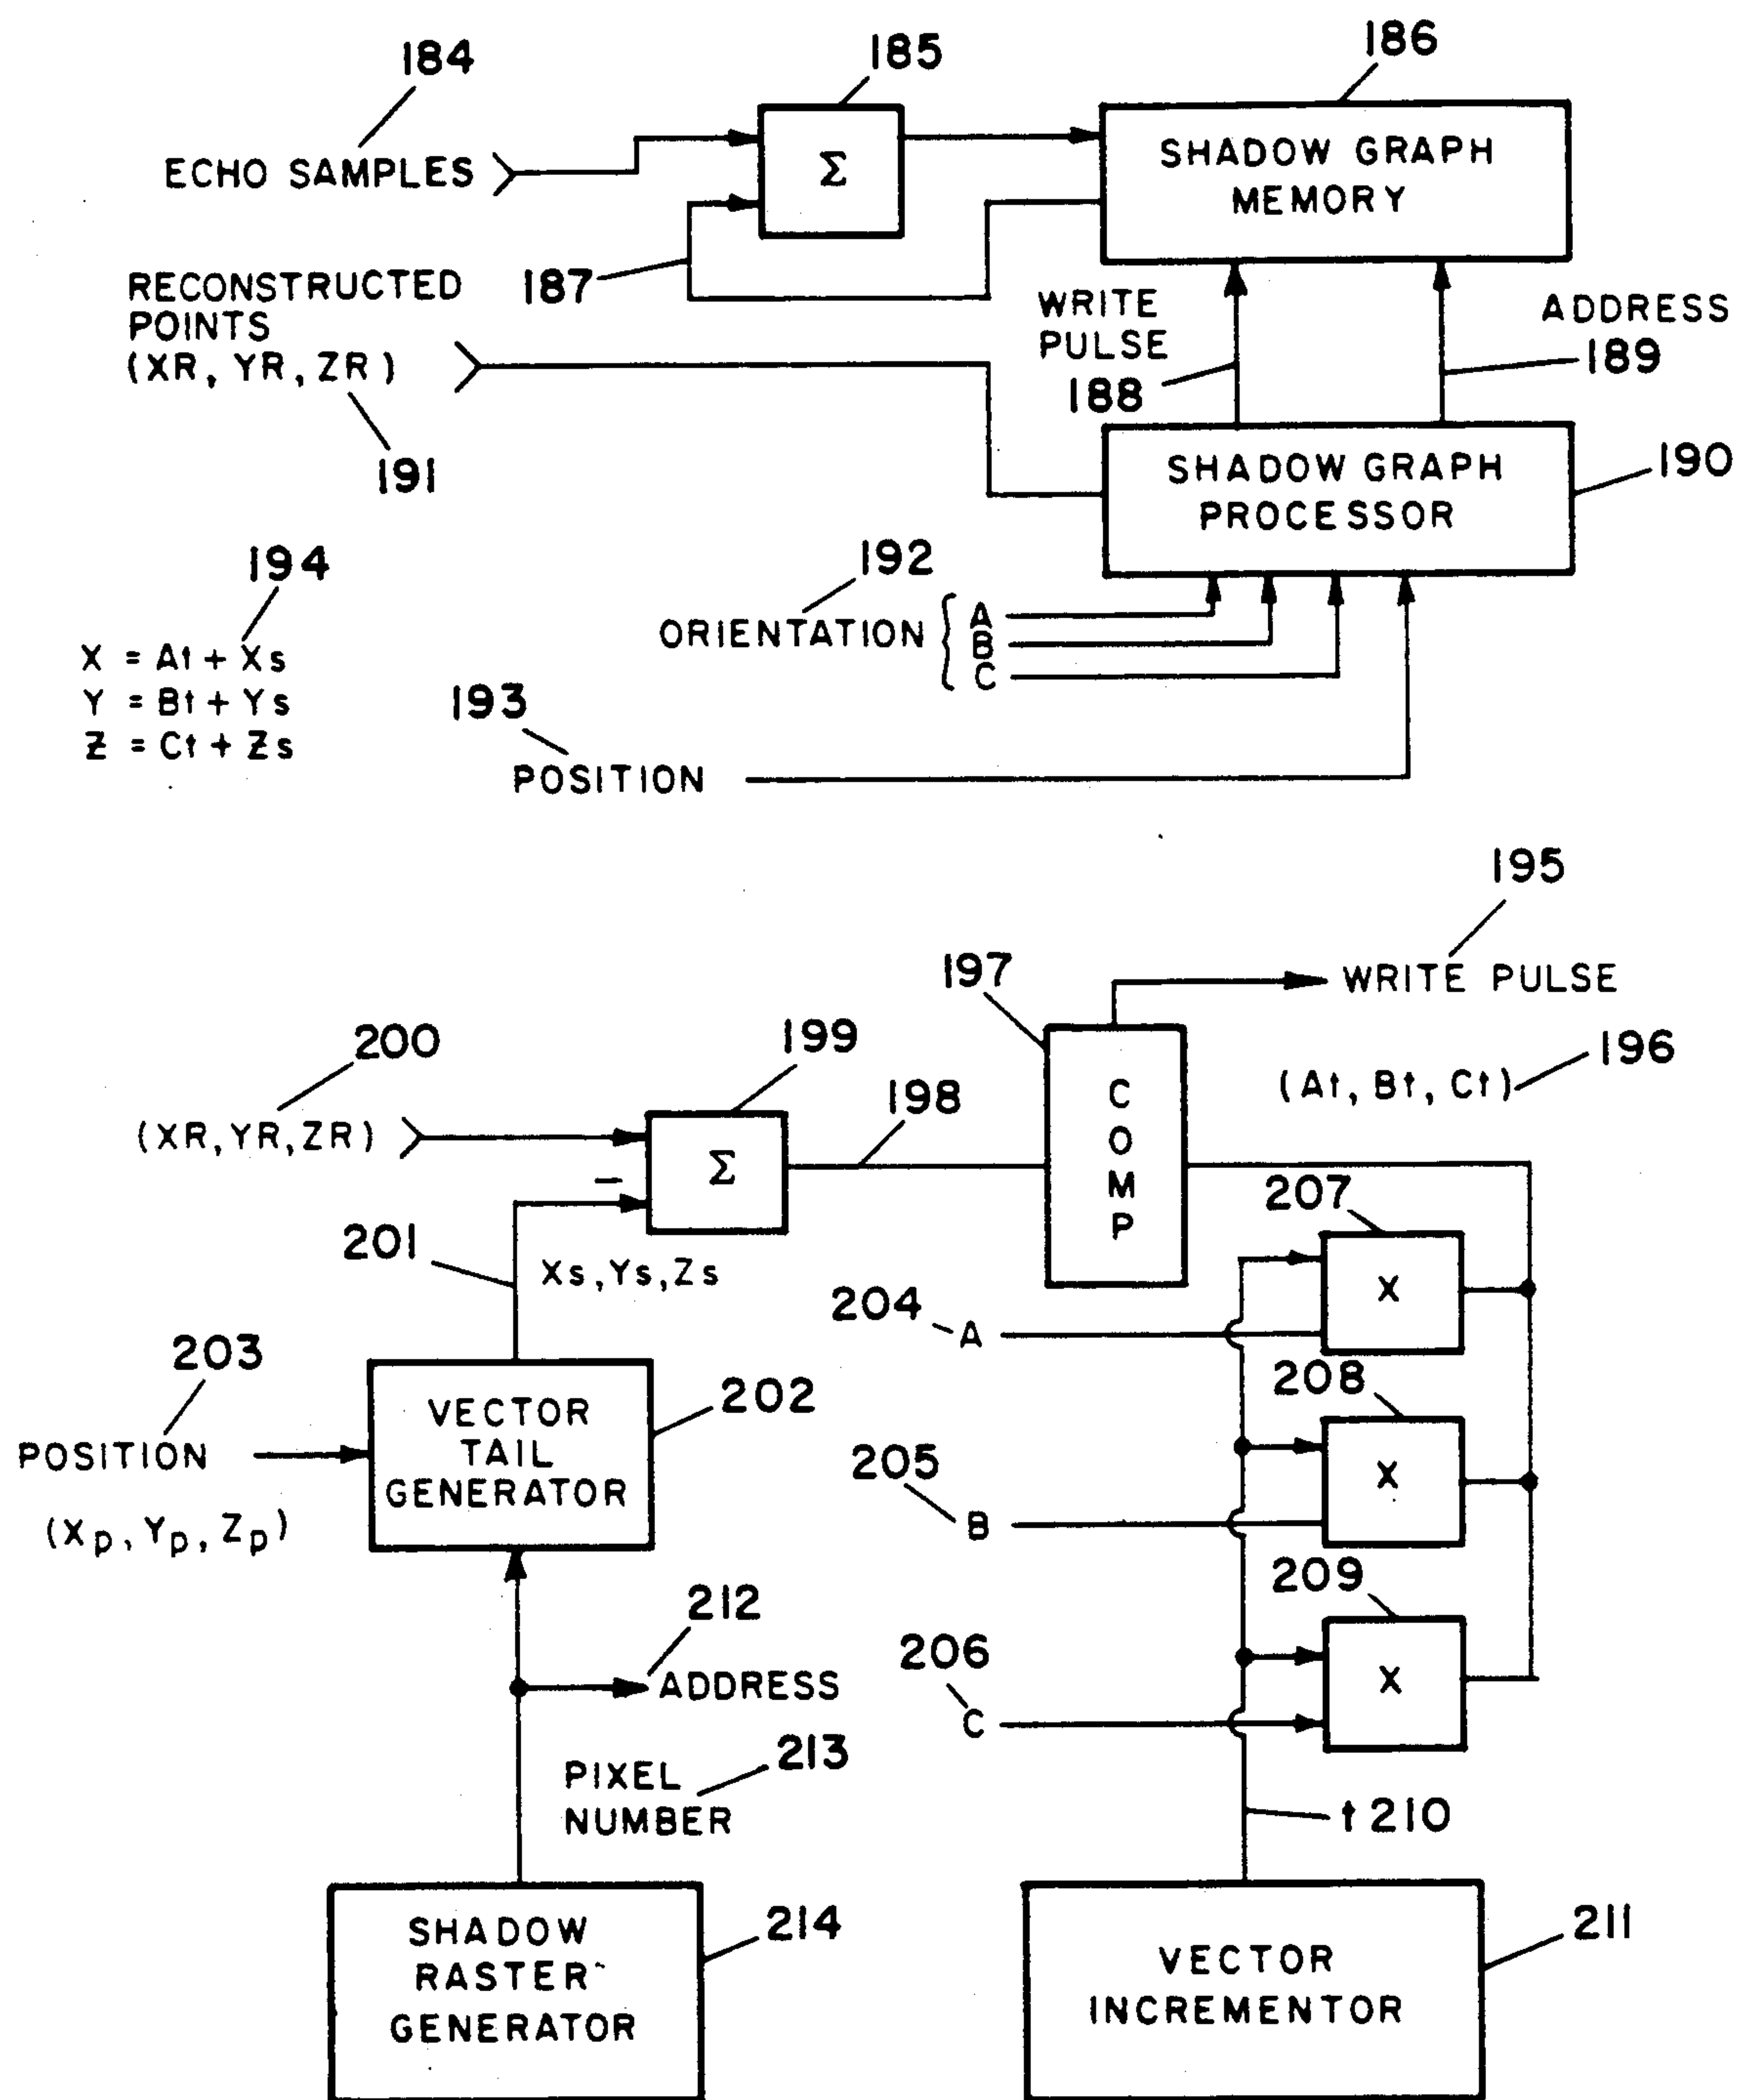 184
185
186
ECHO SAMPLES
Σ
SHADOW GRAPH
MEMORY
RECONSTRUCTED
POINTS
(XR, YR, ZR)
187
WRITE
PULSE
188
ADDRESS
189
191
SHADOW GRAPH
PROCESSOR
190
194
X = At + Xs
Y = Bt + Ys
Z = Ct + Zs
192
ORIENTATION { A
B
C
193
POSITION
195
WRITE PULSE
197
196
(At, Bt, Ct)
200
199
198
C
O
M
P
(XR, YR, ZR)
–
Σ
201
Xs, Ys, Zs
207
X
204
A
203
POSITION
(Xp, Yp, Zp)
VECTOR
TAIL
GENERATOR
202
208
X
205
B
209
X
206
C
212
ADDRESS
PIXEL
NUMBER
213
t 210
SHADOW
RASTER
GENERATOR
214
VECTOR
INCREMENTOR
211